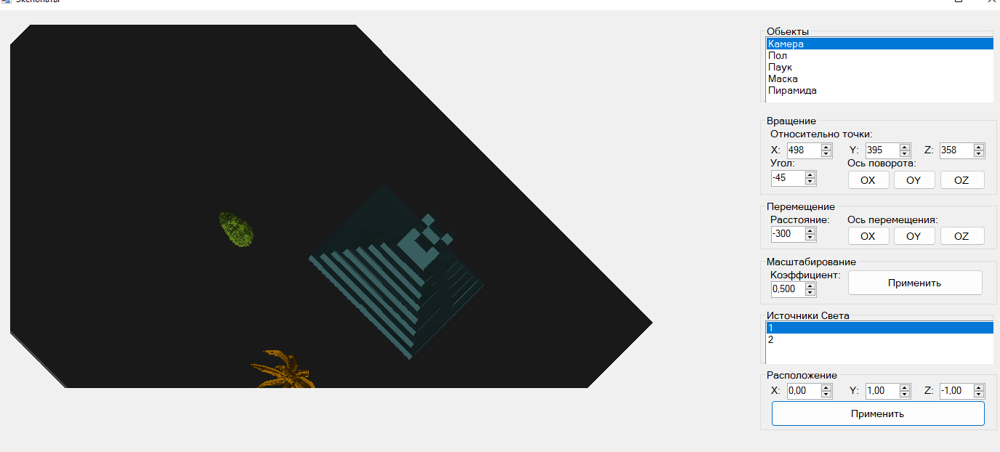 Экспонаты
Обьекты
Камера
Пол
Паук
Маска
Пирамида
Вращение
Относительно точки:
X: 498 Y: 395 Z: 358
Угол: Ось поворота:
-45 OX OY OZ
Перемещение
Расстояние: Ось перемещения:
-300 OX OY OZ
Масштабирование
Коэффициент:
0,500 Применить
Источники Света
1
2
Расположение
X: 0,00 Y: 1,00 Z: -1,00
Применить